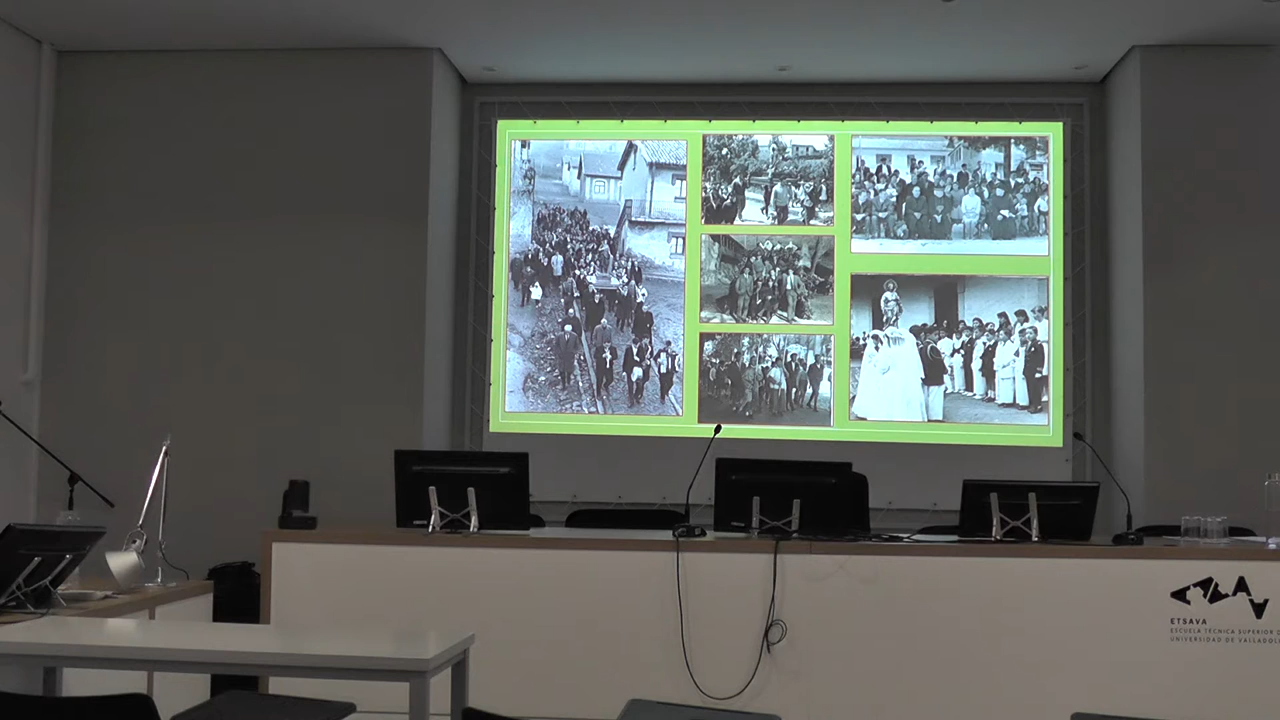 ETSAVA
ESCUELA TÉCNICA SUPERIOR D
UNIVERSIDAD DE VALLADOL